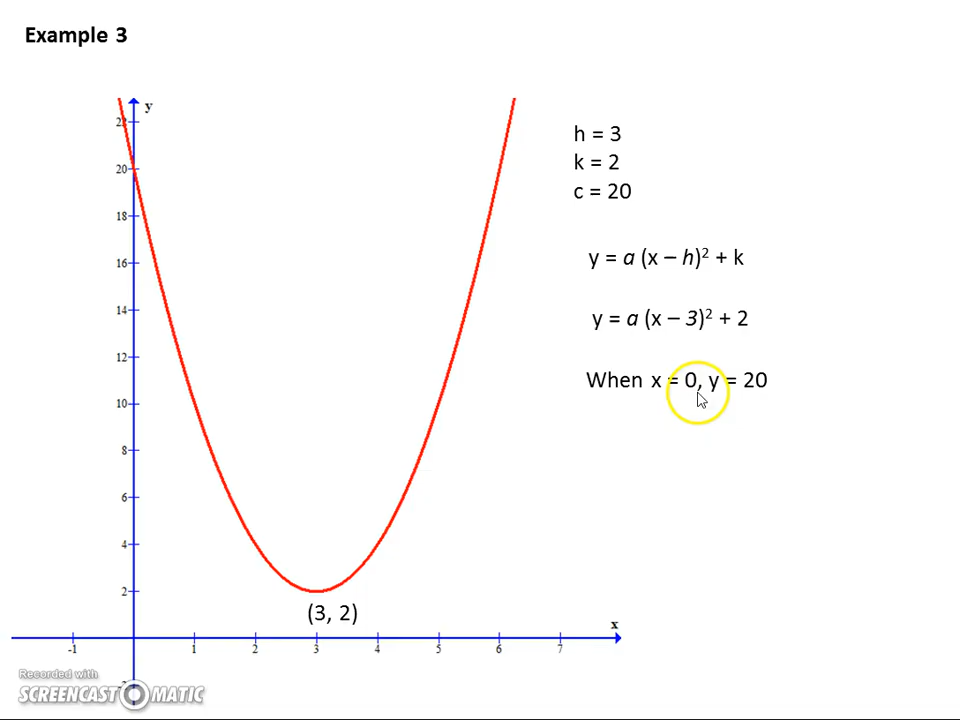 Example 3
y
22
20
18
16
14
12
10
8
6
4
2
h = 3
k = 2
c = 20
y = a (x – h)² + k
y = a (x – 3)² + 2
When x = 0, y = 20
(3, 2)
x
-1 1 2 3 4 5 6 7
Recorded with
SCREENCAST MATIC